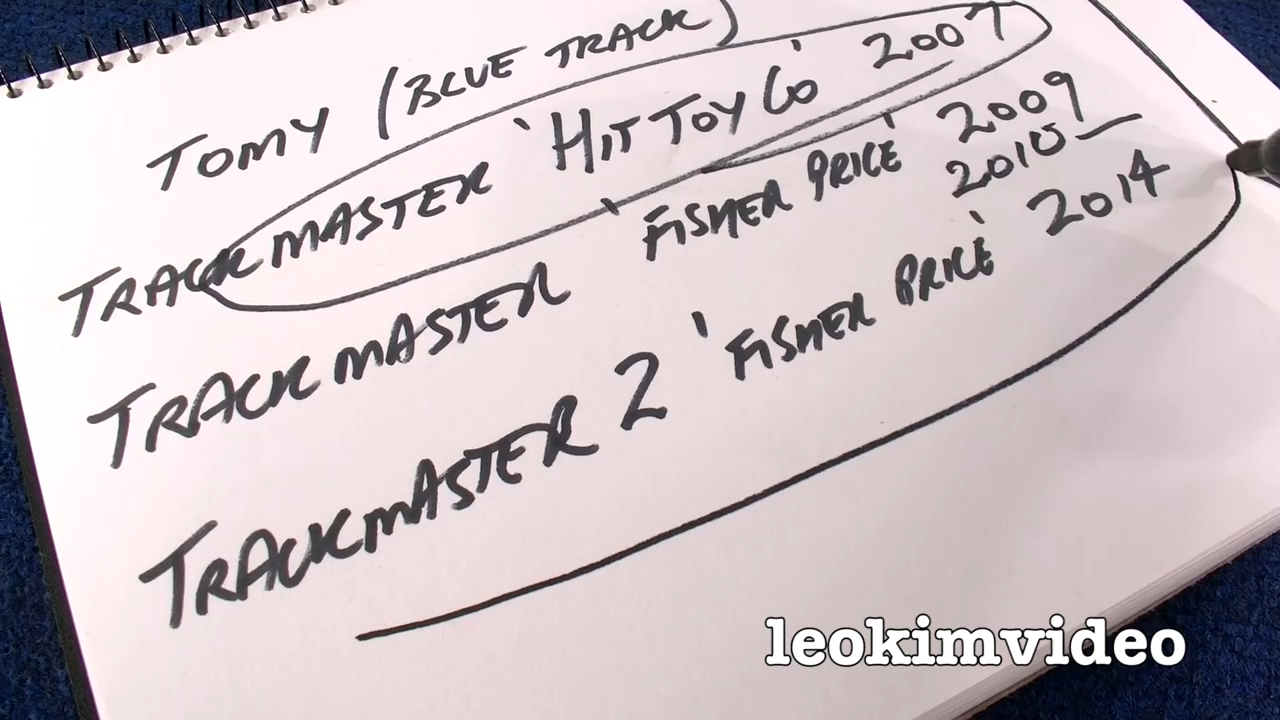 TOMY (BLUE TRACK)
TRACKMASTER 'HIT TOY CO' 2007
TRACKMASTER 'FISHER PRICE' 2009
2010
TRACKMASTER 2 'FISHER PRICE' 2014
leokimvideo